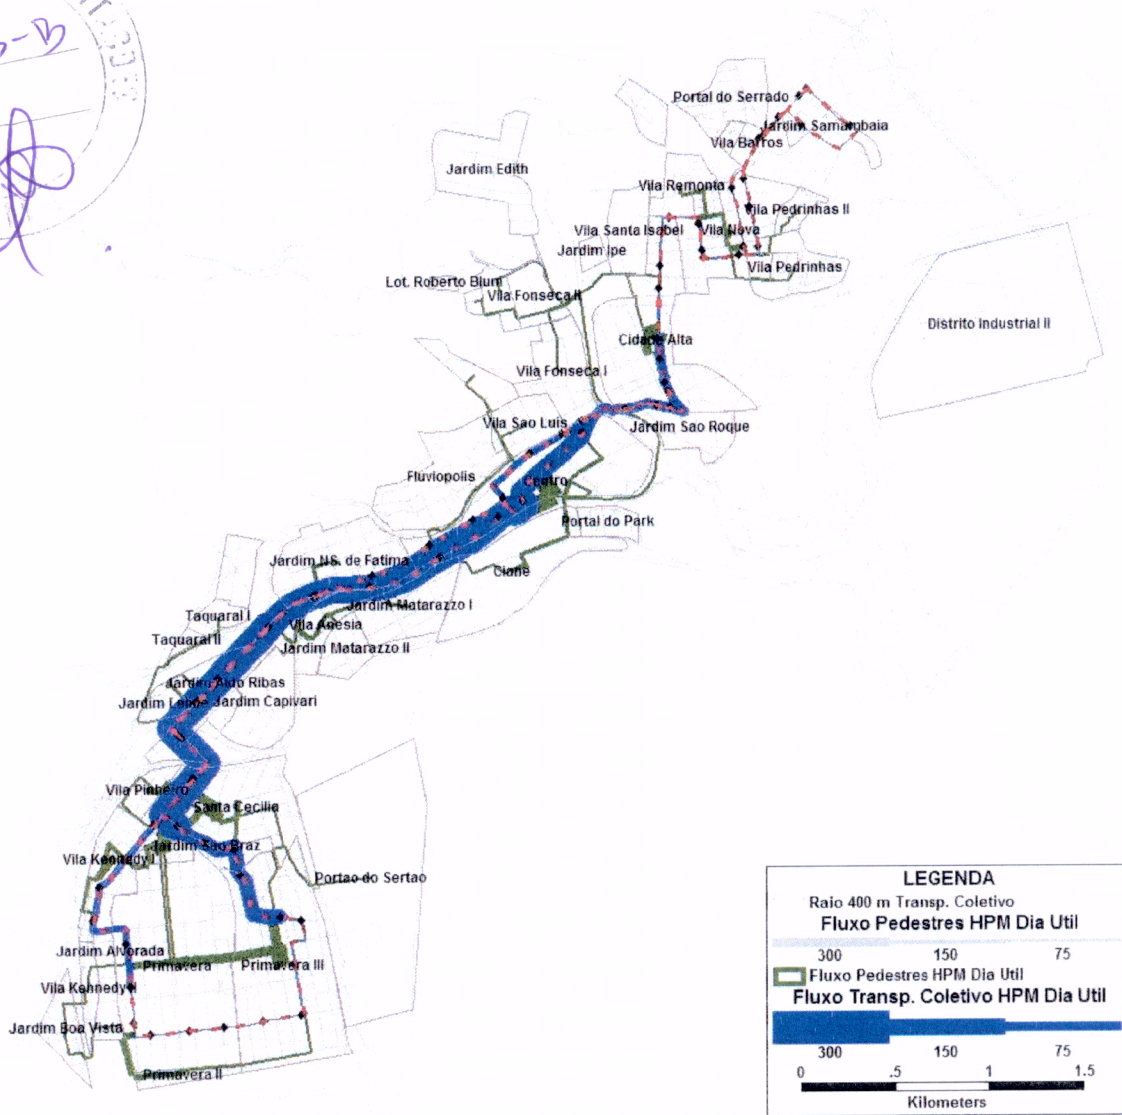 Portal do Serrado
Jardim Samambaia
Vila Barros
Jardim Edith
Vila Remonta
Vila Pedrinhas II
Vila Santa Isabel
Vila Nova
Jardim Ipe
Vila Pedrinhas
Lot. Roberto Blum
Vila Fonseca II
Distrito Industrial II
Cidade Alta
Vila Fonseca I
Vila Sao Luis
Jardim Sao Roque
Fluviopolis
Centro
Portal do Park
Jardim NS. de Fatima
Ciane
Jardim Matarazzo I
Taquaral I
Vila Anesia
Taquaral II
Jardim Matarazzo II
Jardim Aldo Ribas
Jardim
Jardim Capivari
Vila Pinheiro
Santa Cecilia
Jardim Sao Braz
Vila Kennedy I
Portao do Sertao
Jardim Alvorada
Primavera
Primavera III
Vila Kennedy II
Jardim Boa Vista
Primavera II
LEGENDA
Raio 400 m Transp. Coletivo
Fluxo Pedestres HPM Dia Util
300 150 75
Fluxo Pedestres HPM Dia Util
Fluxo Transp. Coletivo HPM Dia Util
300 150 75
0 .5 1 1.5
Kilometers